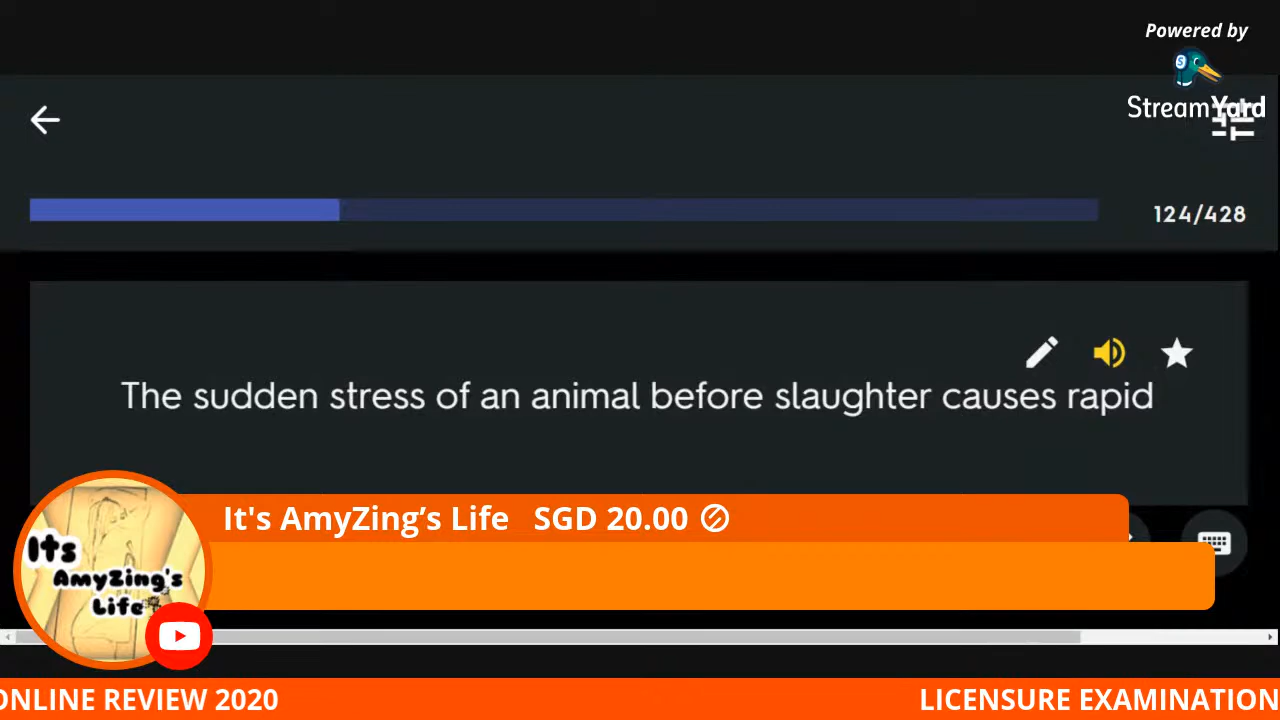 Powered by
StreamYard
124/428
The sudden stress of an animal before slaughter causes rapid
It's AmyZing’s Life SGD 20.00
Its
AmyZing's
Life
ONLINE REVIEW 2020 LICENSURE EXAMINATION